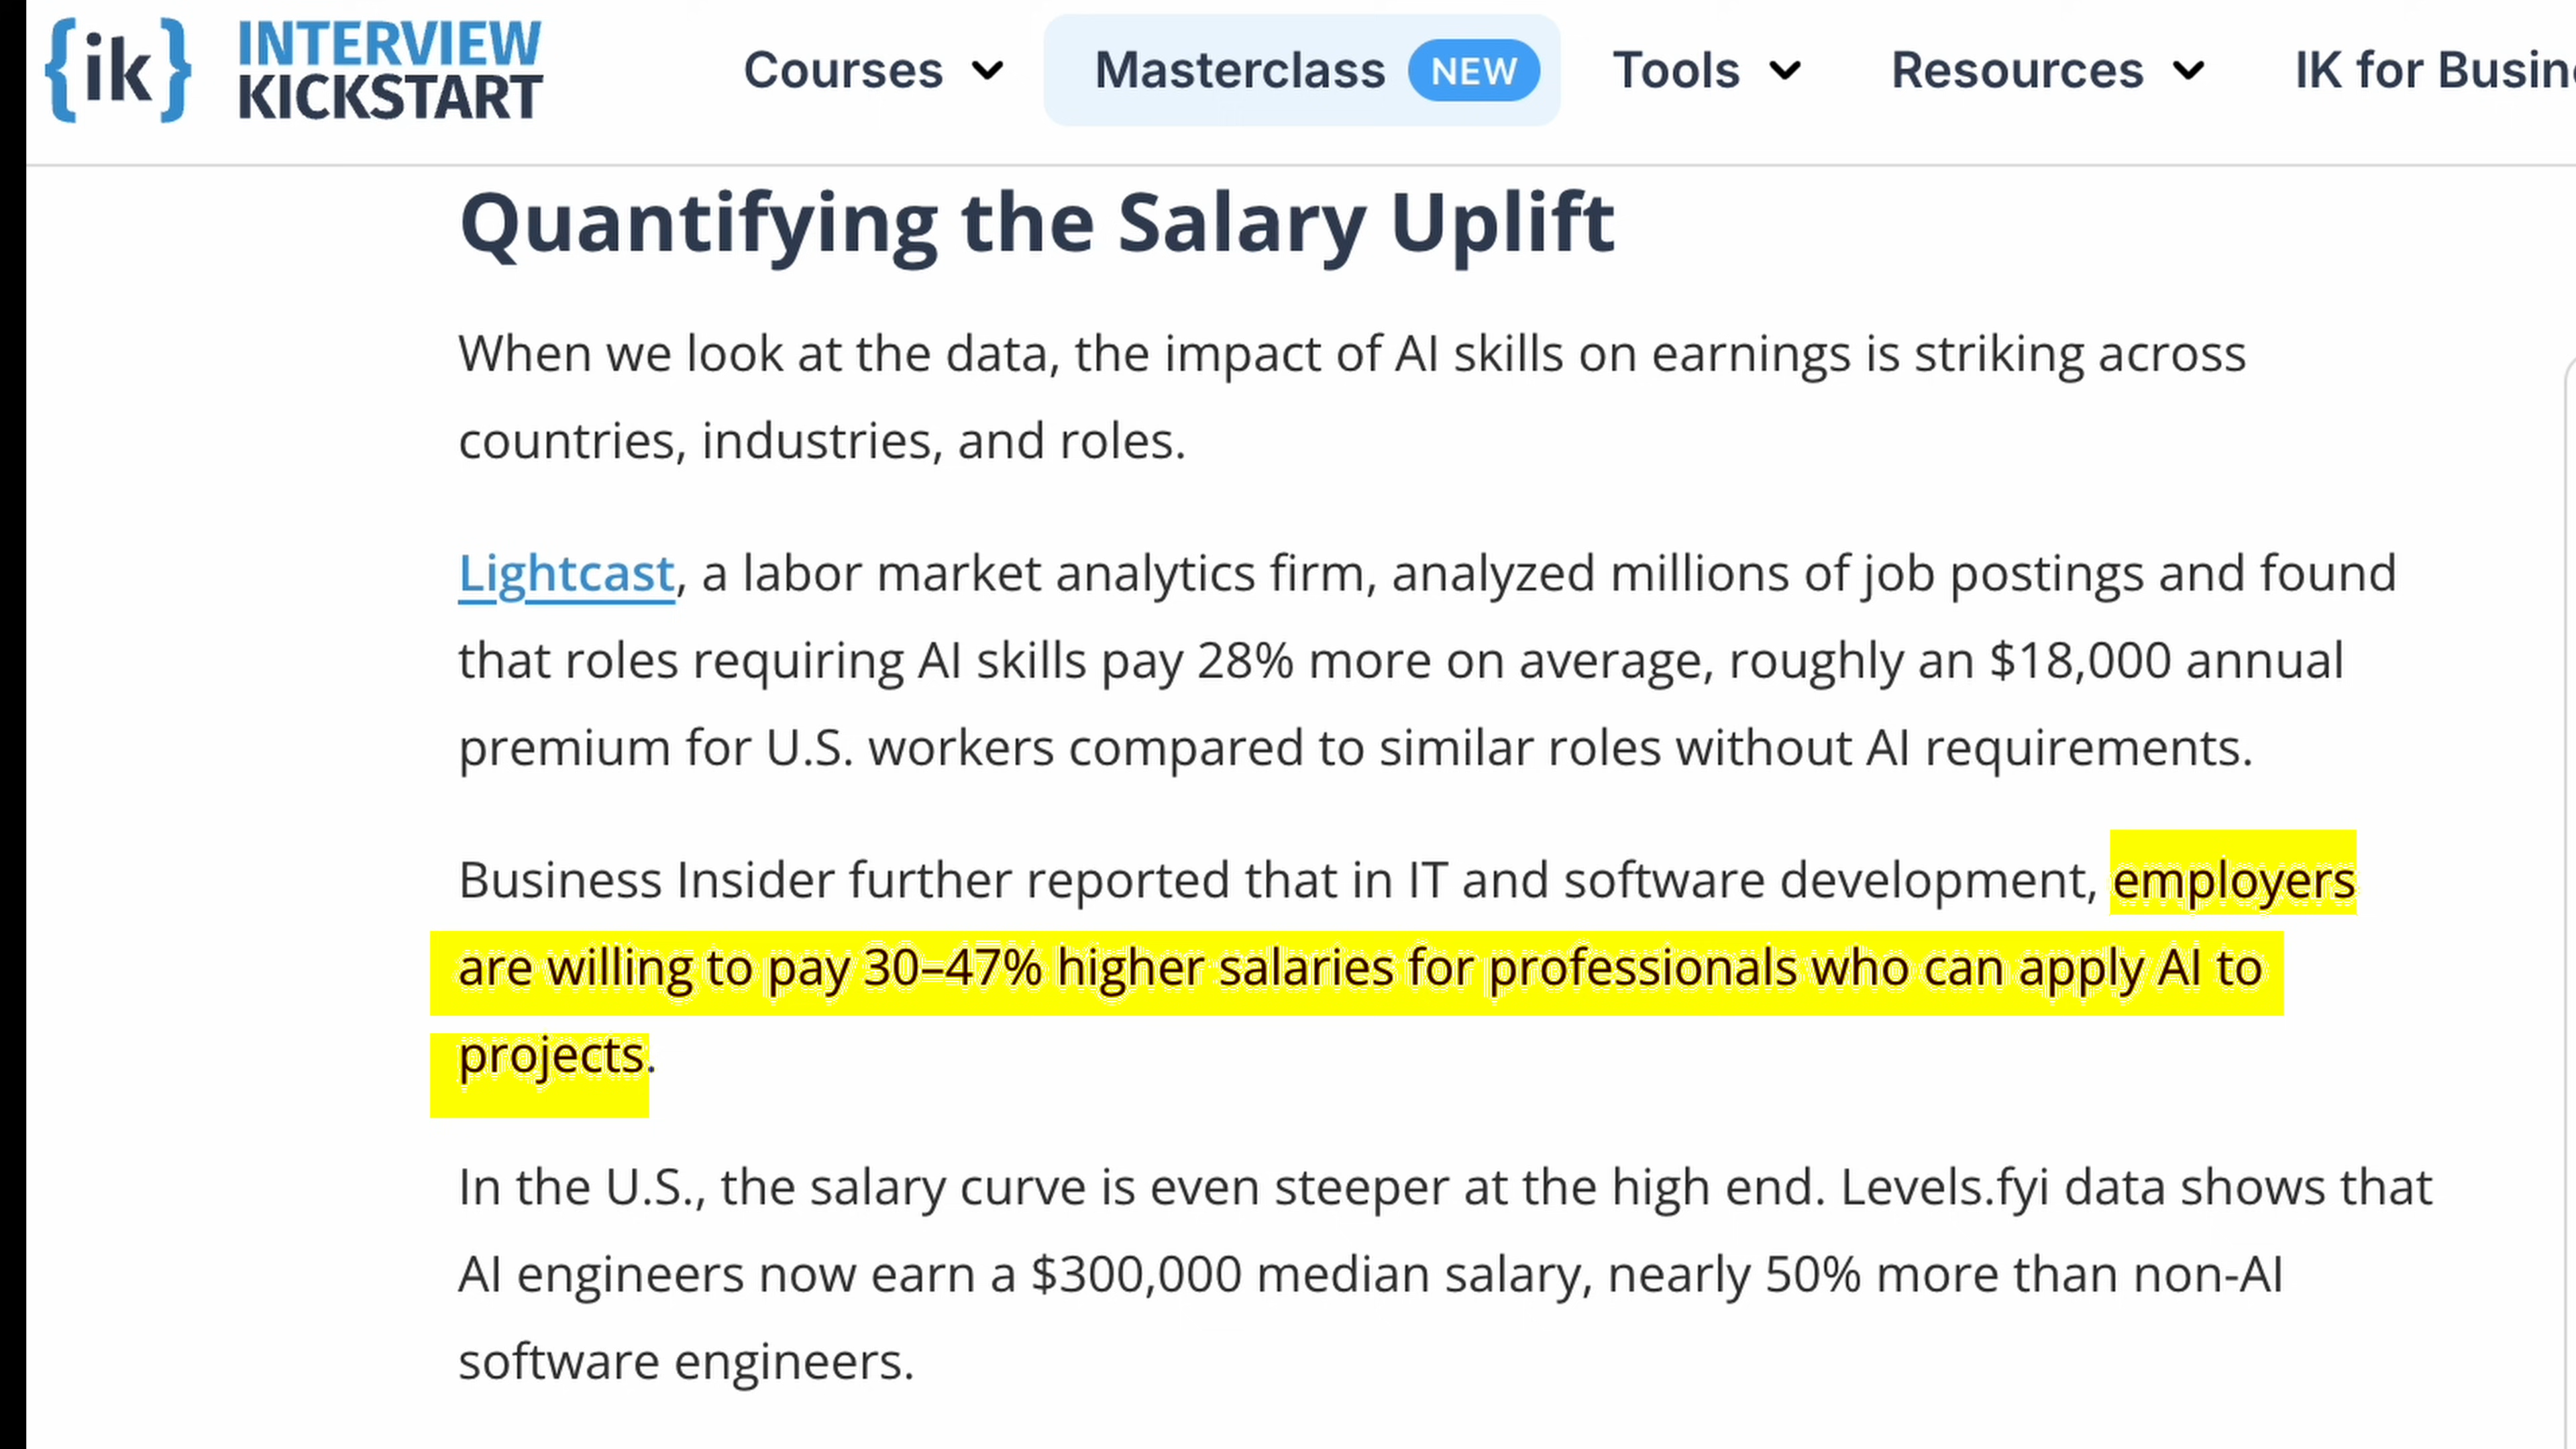 {ik} INTERVIEW KICKSTART
Courses Masterclass NEW Tools Resources IK for
Quantifying the Salary Uplift
When we look at the data, the impact of AI skills on earnings is striking across
countries, industries, and roles.
Lightcast, a labor market analytics firm, analyzed millions of job postings and found
that roles requiring AI skills pay 28% more on average, roughly an $18,000 annual
premium for U.S. workers compared to similar roles without AI requirements.
Business Insider further reported that in IT and software development, employers
are willing to pay 30–47% higher salaries for professionals who can apply AI to
projects.
In the U.S., the salary curve is even steeper at the high end. Levels.fyi data shows that
AI engineers now earn a $300,000 median salary, nearly 50% more than non-AI
software engineers.